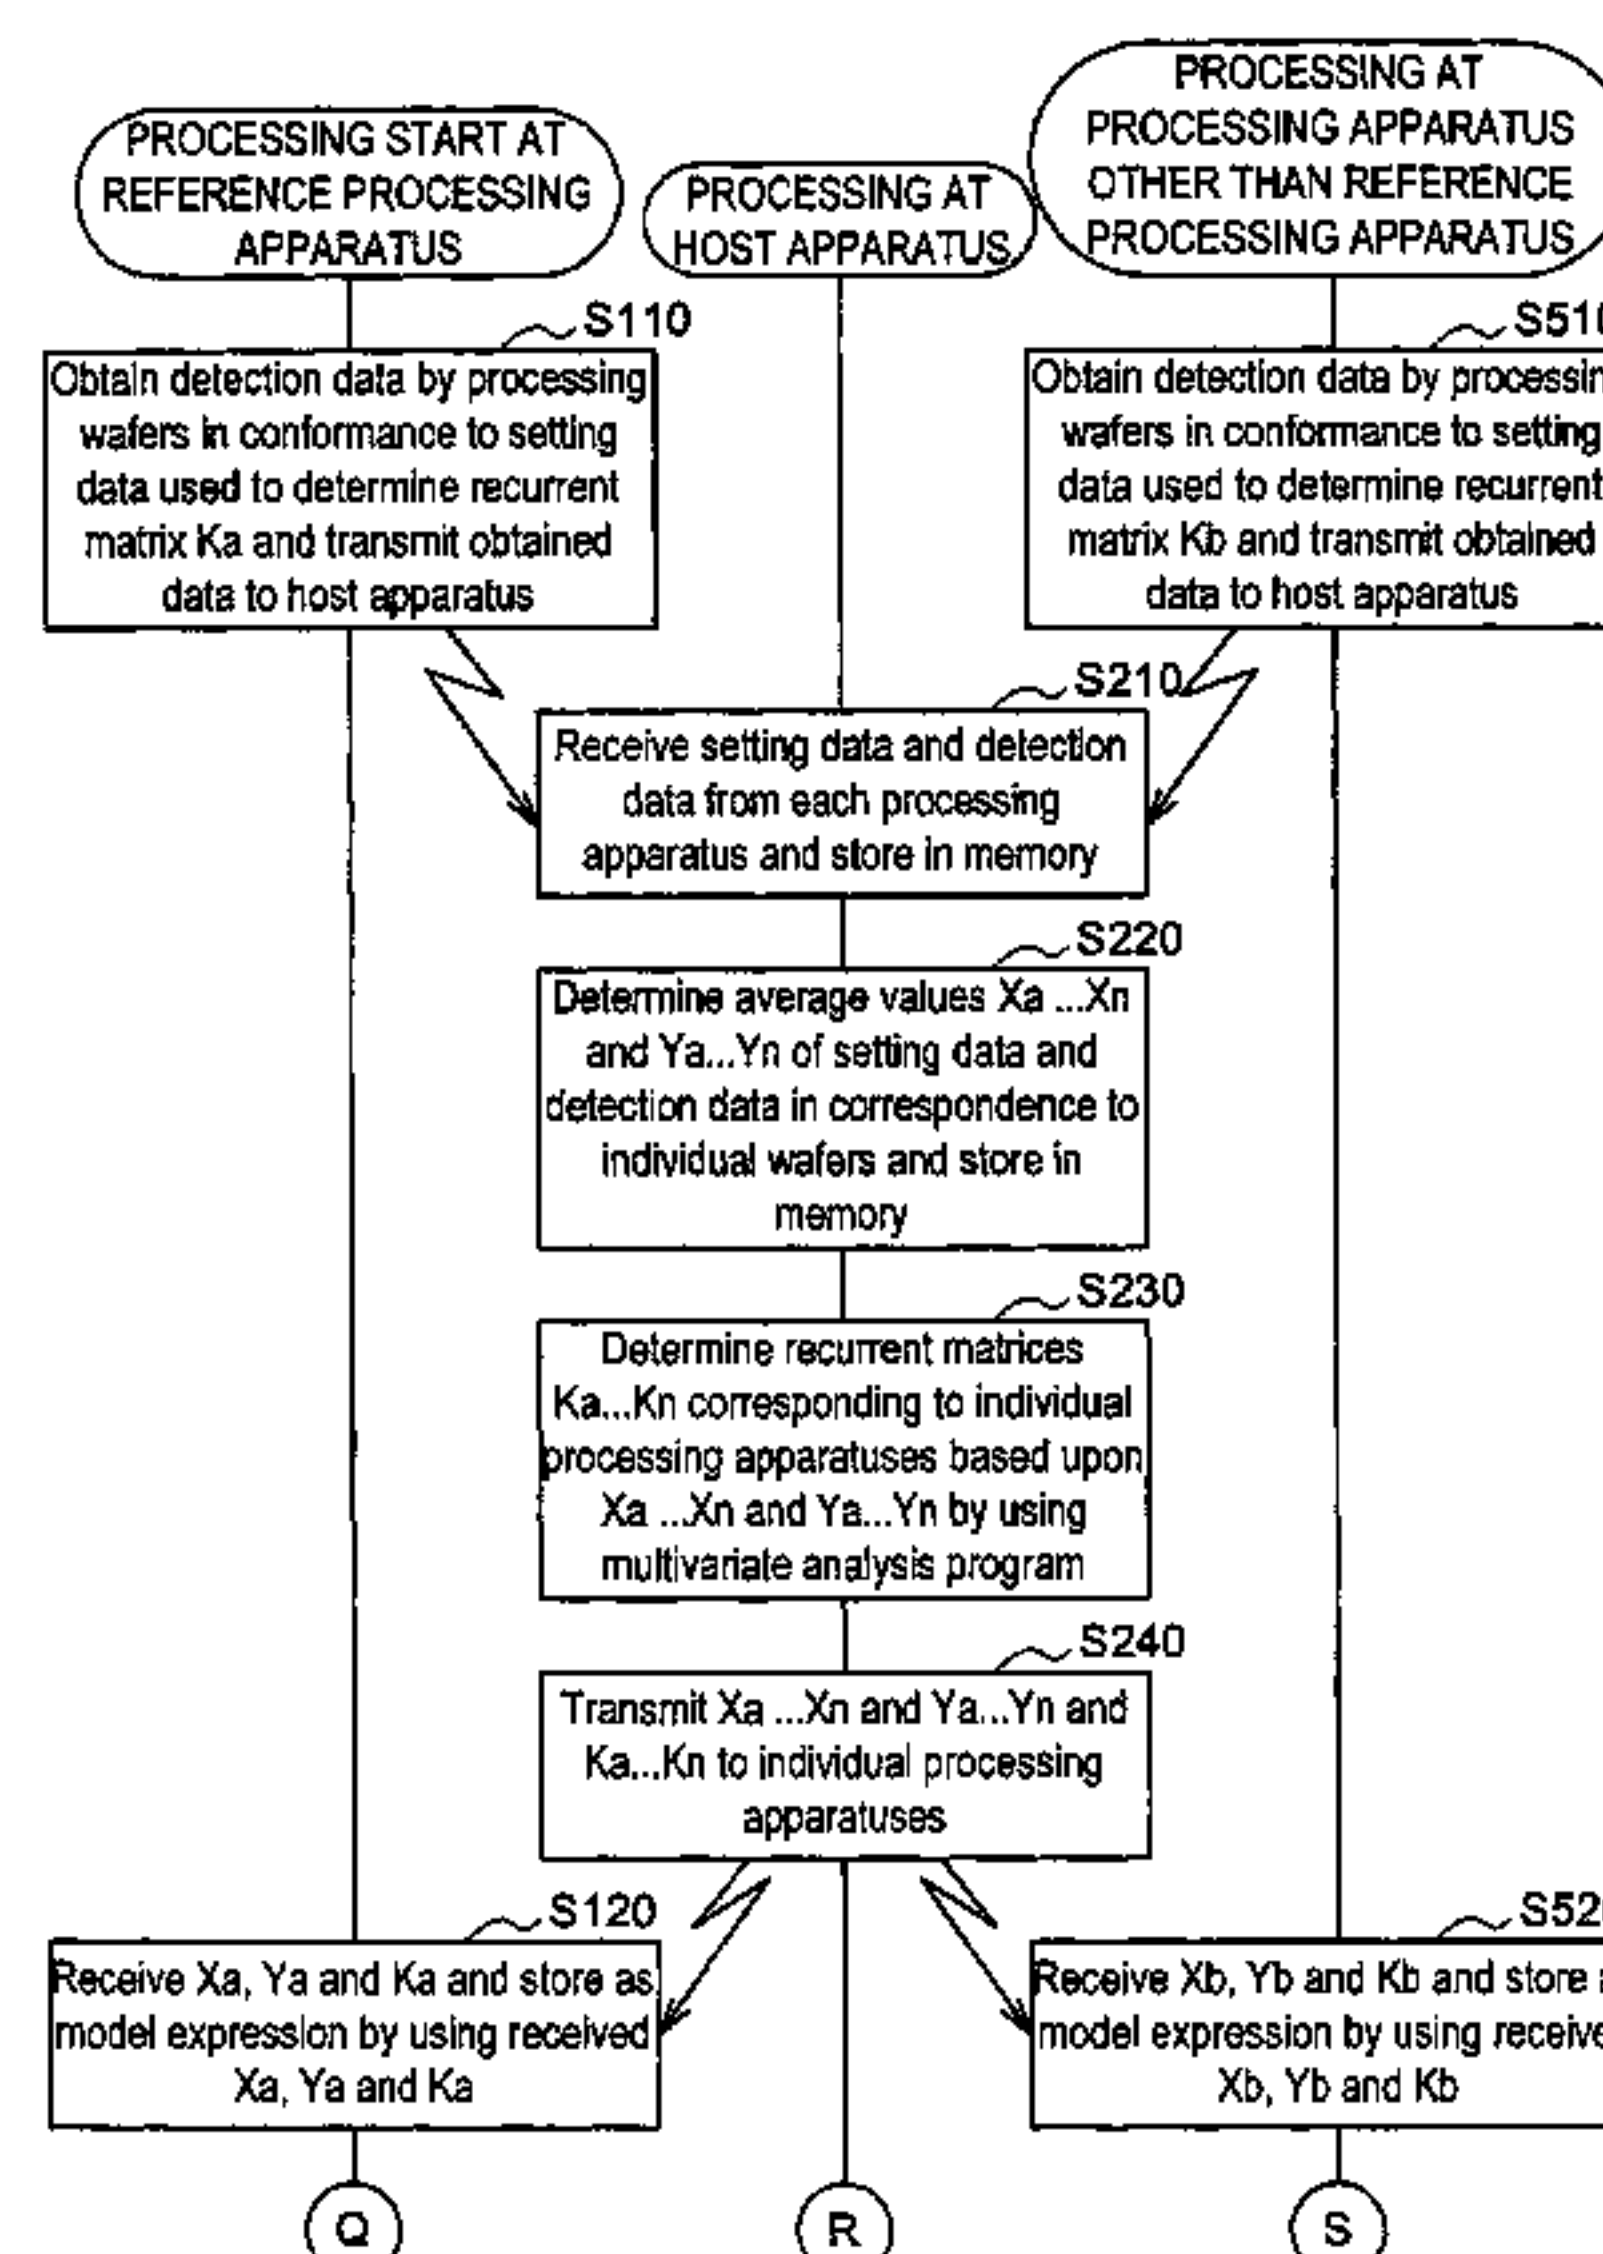 PROCESSING START AT
REFERENCE PROCESSING
APPARATUS
PROCESSING AT
HOST APPARATUS
PROCESSING AT
PROCESSING APPARATUS
OTHER THAN REFERENCE
PROCESSING APPARATUS
S110
Obtain detection data by processing
wafers in conformance to setting
data used to determine recurrent
matrix Ka and transmit obtained
data to host apparatus
S510
Obtain detection data by
wafers in conformance to setting
data used to determine recurrent
matrix Kb and transmit obtained
data to host apparatus
S210
Receive setting data and detection
data from each processing
apparatus and store in memory
S220
Determine average values Xa ...Xn
and Ya...Yn of setting data and
detection data in correspondence to
individual wafers and store in
memory
S230
Determine recurrent matrices
Ka...Kn corresponding to individual
processing apparatuses based upon
Xa ...Xn and Ya...Yn by using
multivariate analysis program
S240
Transmit Xa ...Xn and Ya...Yn and
Ka...Kn to individual processing
apparatuses
S120
Receive Xa, Ya and Ka and store as
model expression by using received
Xa, Ya and Ka
S520
Receive Xb, Yb and Kb and store
model expression by using
Xb, Yb and Kb
Q
R
S